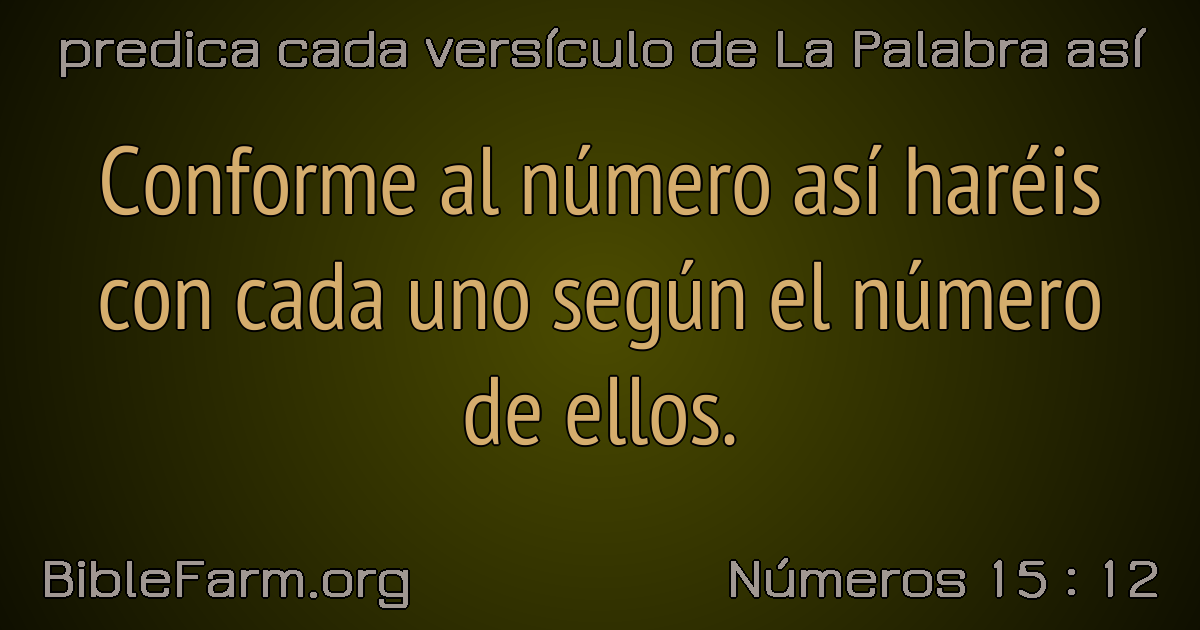 predica cada versículo de La Palabra así
Conforme al número así haréis
con cada uno según el número
de ellos.
BibleFarm.org
Números 15 : 12